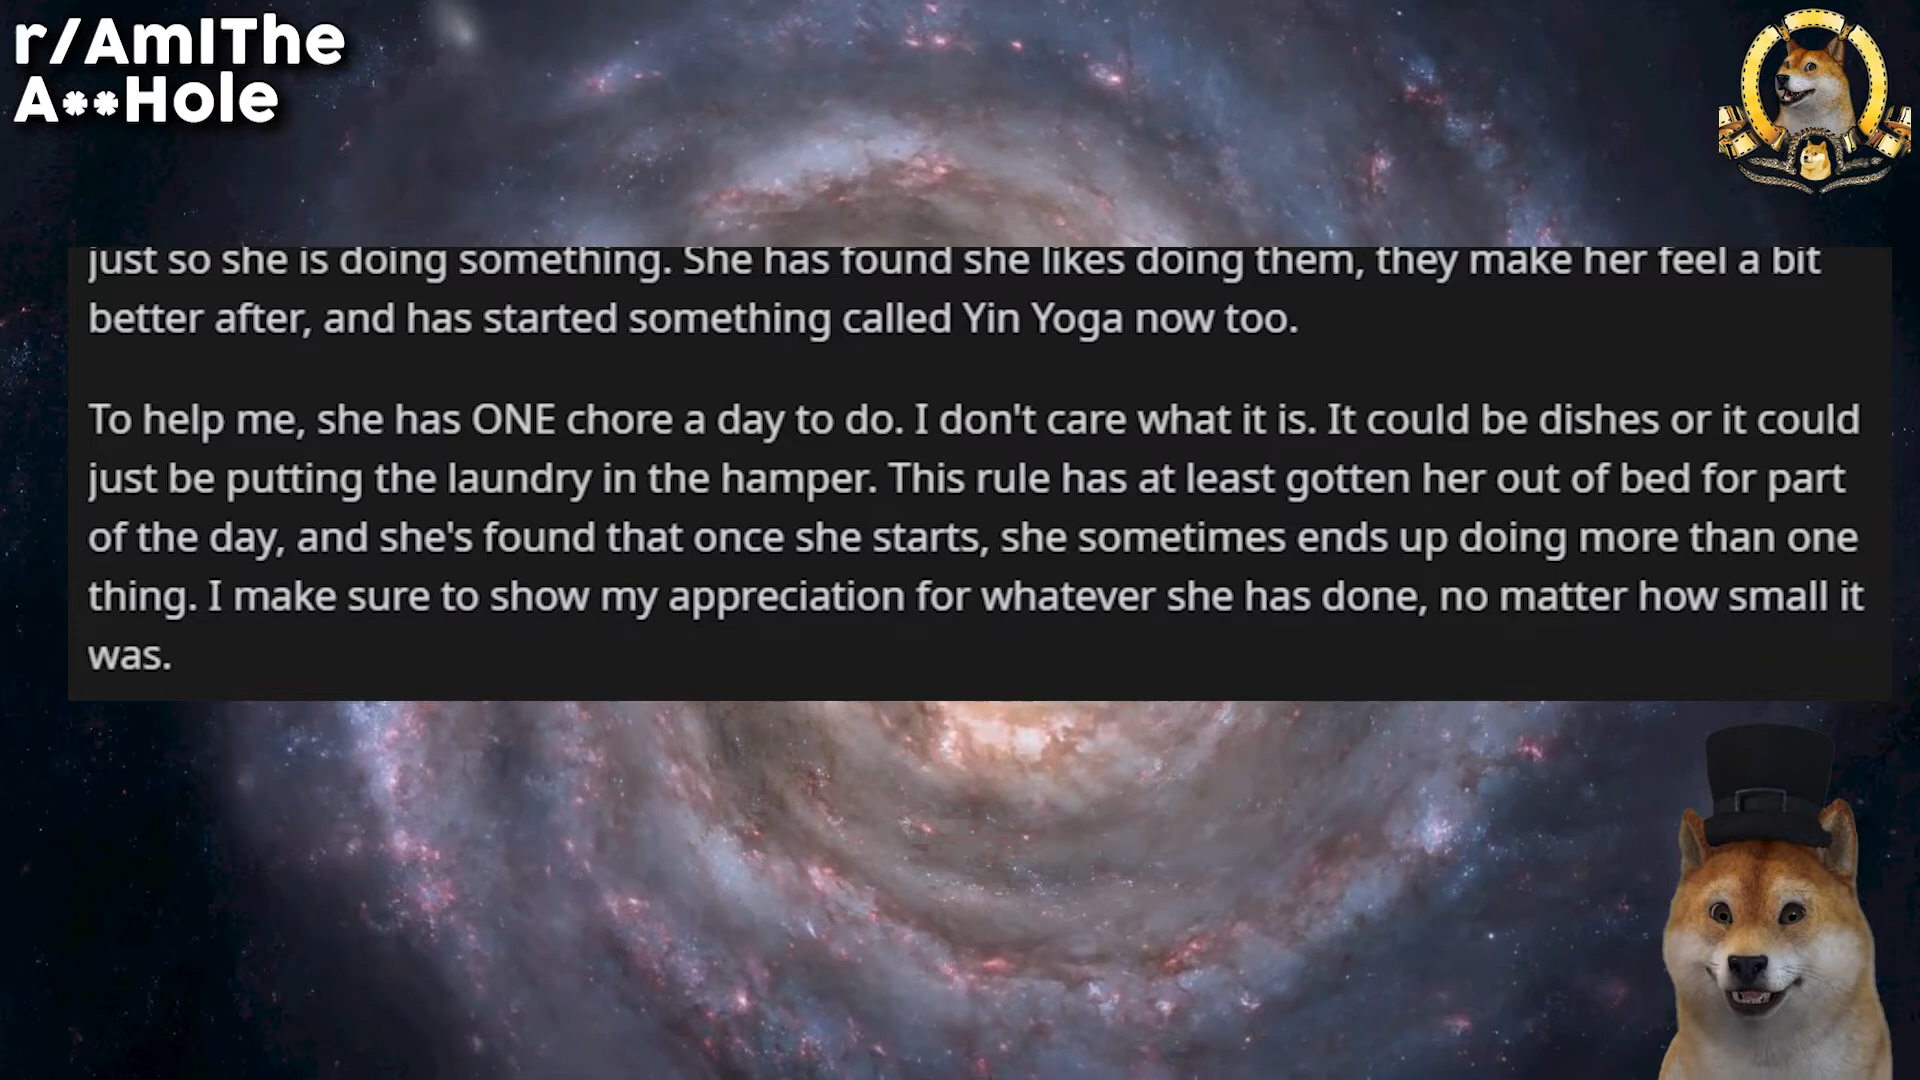 r/AmIThe
A**Hole
just so she is doing something. She has found she likes doing them, they make her feel a bit
better after, and has started something called Yin Yoga now too.
To help me, she has ONE chore a day to do. I don't care what it is. It could be dishes or it could
just be putting the laundry in the hamper. This rule has at least gotten her out of bed for part
of the day, and she's found that once she starts, she sometimes ends up doing more than one
thing. I make sure to show my appreciation for whatever she has done, no matter how small it
was.